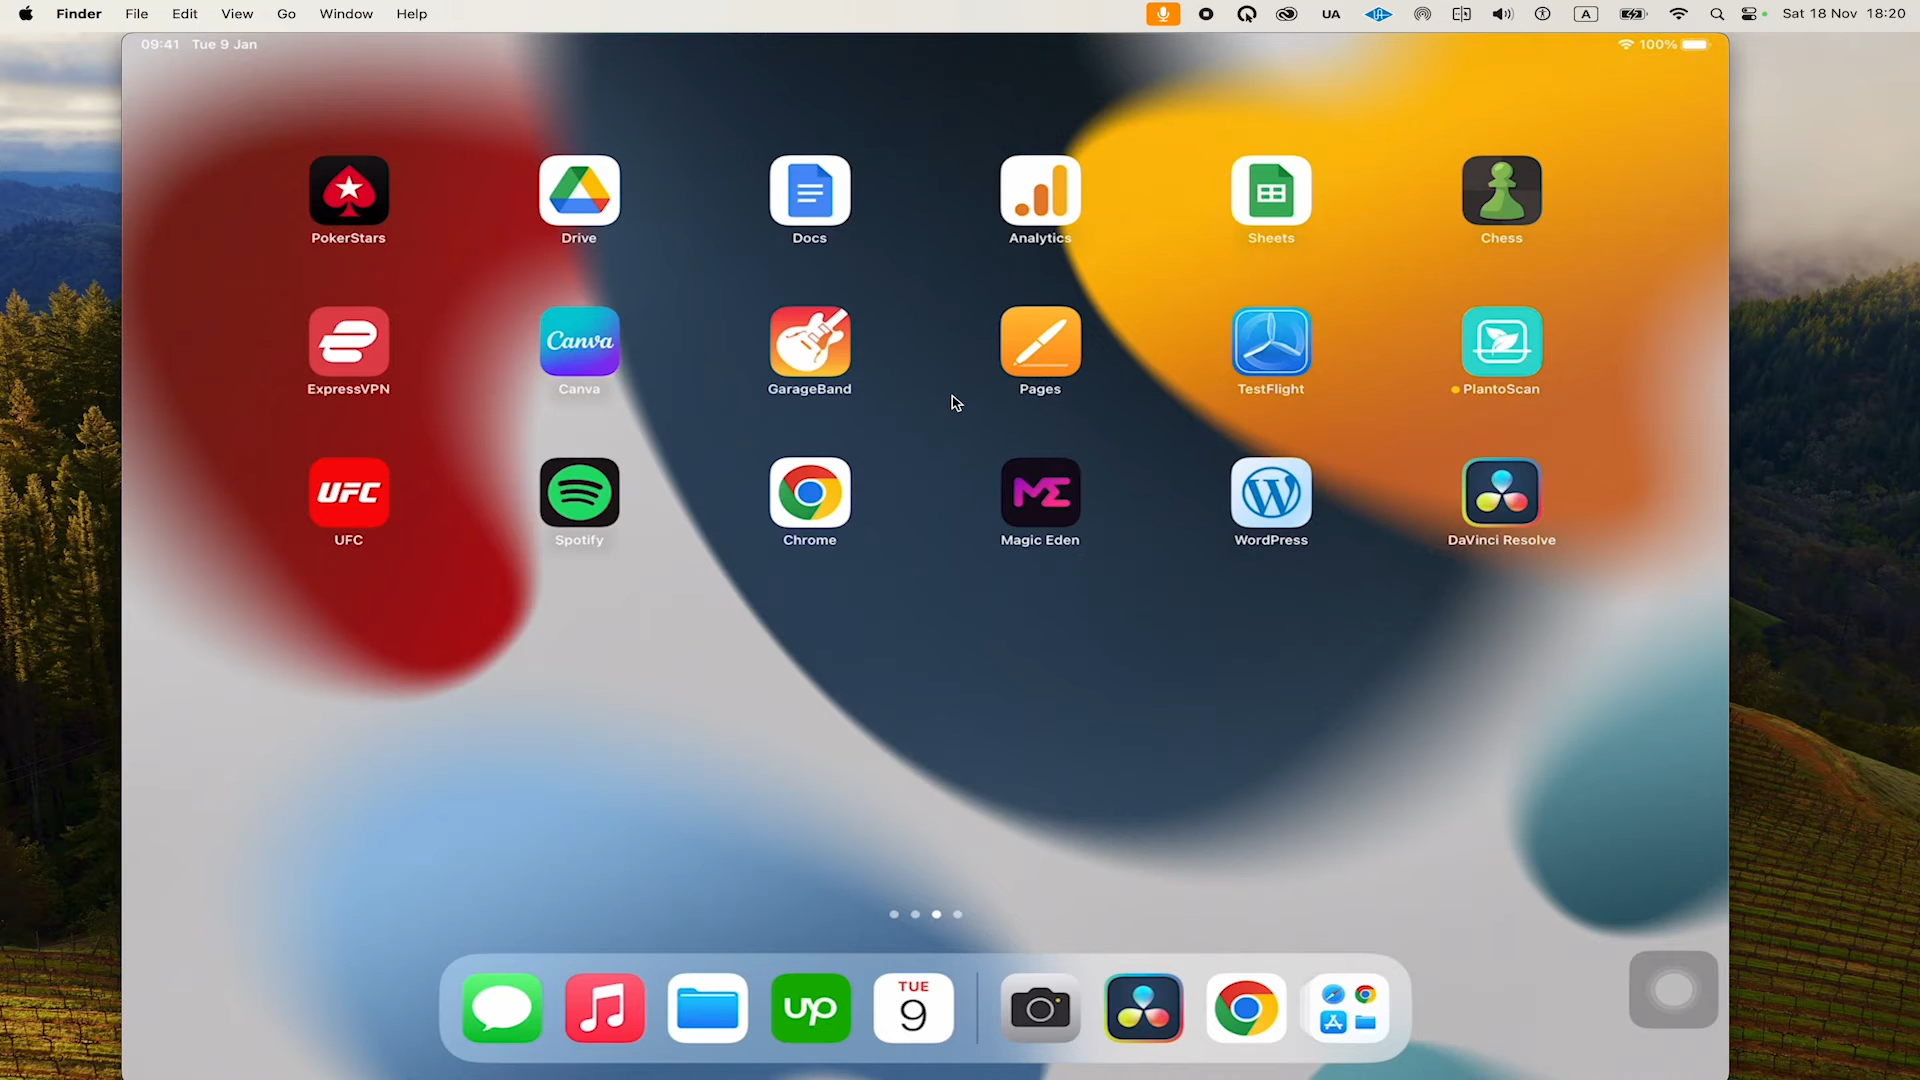 Finder File Edit View Go Window Help UA A Sat 18 Nov 18:20
09:41 Tue 9 Jan 100%
PokerStars Drive Docs Analytics Sheets Chess
Canva
ExpressVPN Canva GarageBand Pages TestFlight PlantoScan
UFC ME W
UFC Spotify Chrome Magic Eden WordPress DaVinci Resolve
up TUE
9